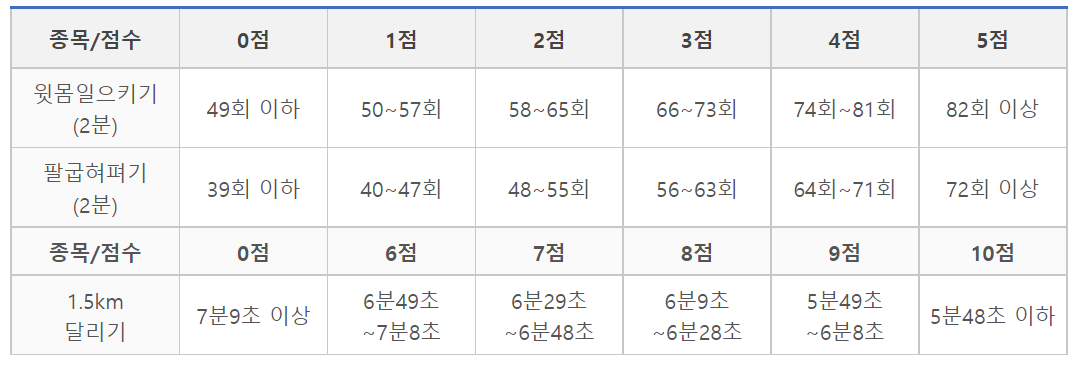 종목/점수 0점 1점 2점 3점 4점 5점
윗몸일으키기
(2분) 49회 이하 50~57회 58~65회 66~73회 74회~81회 82회 이상
팔굽혀펴기
(2분) 39회 이하 40~47회 48~55회 56~63회 64회~71회 72회 이상
종목/점수 0점 6점 7점 8점 9점 10점
1.5km
달리기 7분9초 이상 6분49초
~7분8초 6분29초
~6분48초 6분9초
~6분28초 5분49초
~6분8초 5분48초 이하